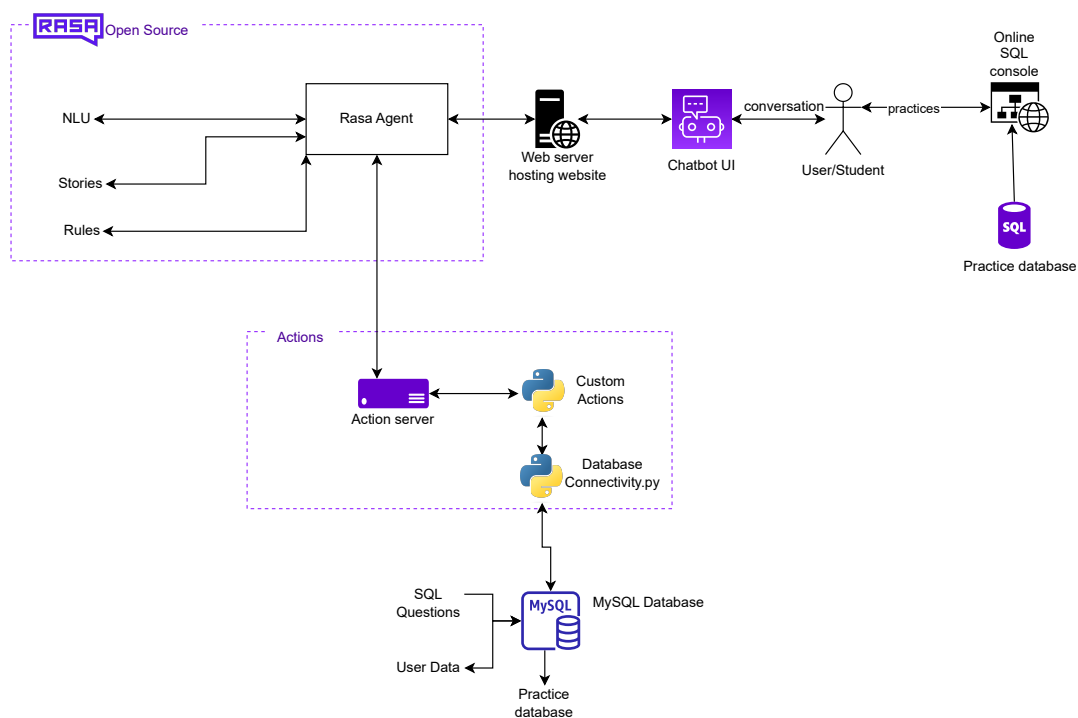 RASA
Open Source
NLU
Stories
Rules
Rasa Agent
Web server
hosting website
Chatbot UI
conversation
User/Student
practices
Online
SQL
console
SQL
Practice database
Actions
Action server
Custom
Actions
Database
Connectivity.py
SQL
Questions
User Data
MySQL
MySQL Database
Practice
database